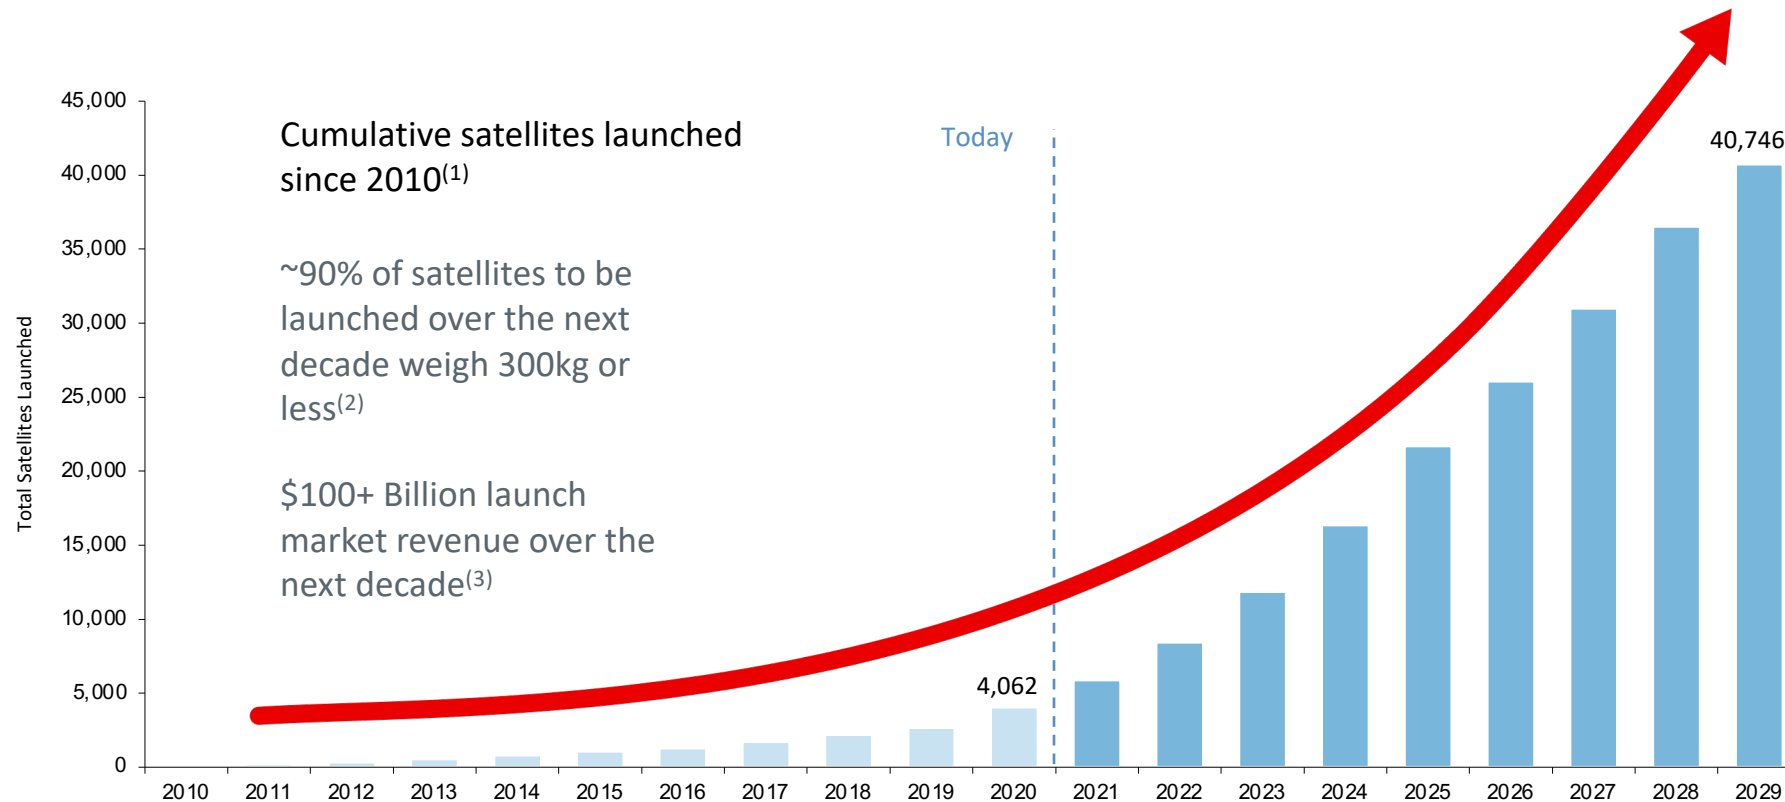 45,000
40,000
35,000
30,000
25,000
20,000
15,000
10,000
5,000
0
Total Satellites Launched
Cumulative satellites launched
since 2010(1)
~90% of satellites to be
launched over the next
decade weigh 300kg or
less(2)
$100+ Billion launch
market revenue over the
next decade(3)
Today
4,062
40,746
2010 2011 2012 2013 2014 2015 2016 2017 2018 2019 2020 2021 2022 2023 2024 2025 2026 2027 2028 2029